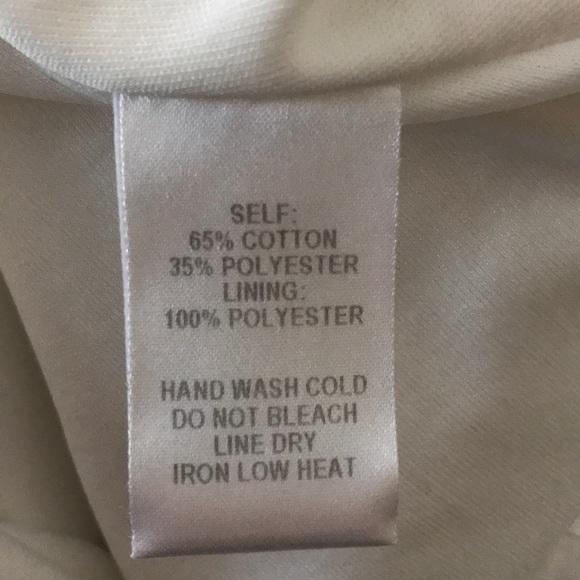 SELF:
65% COTTON
35% POLYESTER
LINING:
100% POLYESTER
HAND WASH COLD
DO NOT BLEACH
LINE DRY
IRON LOW HEAT